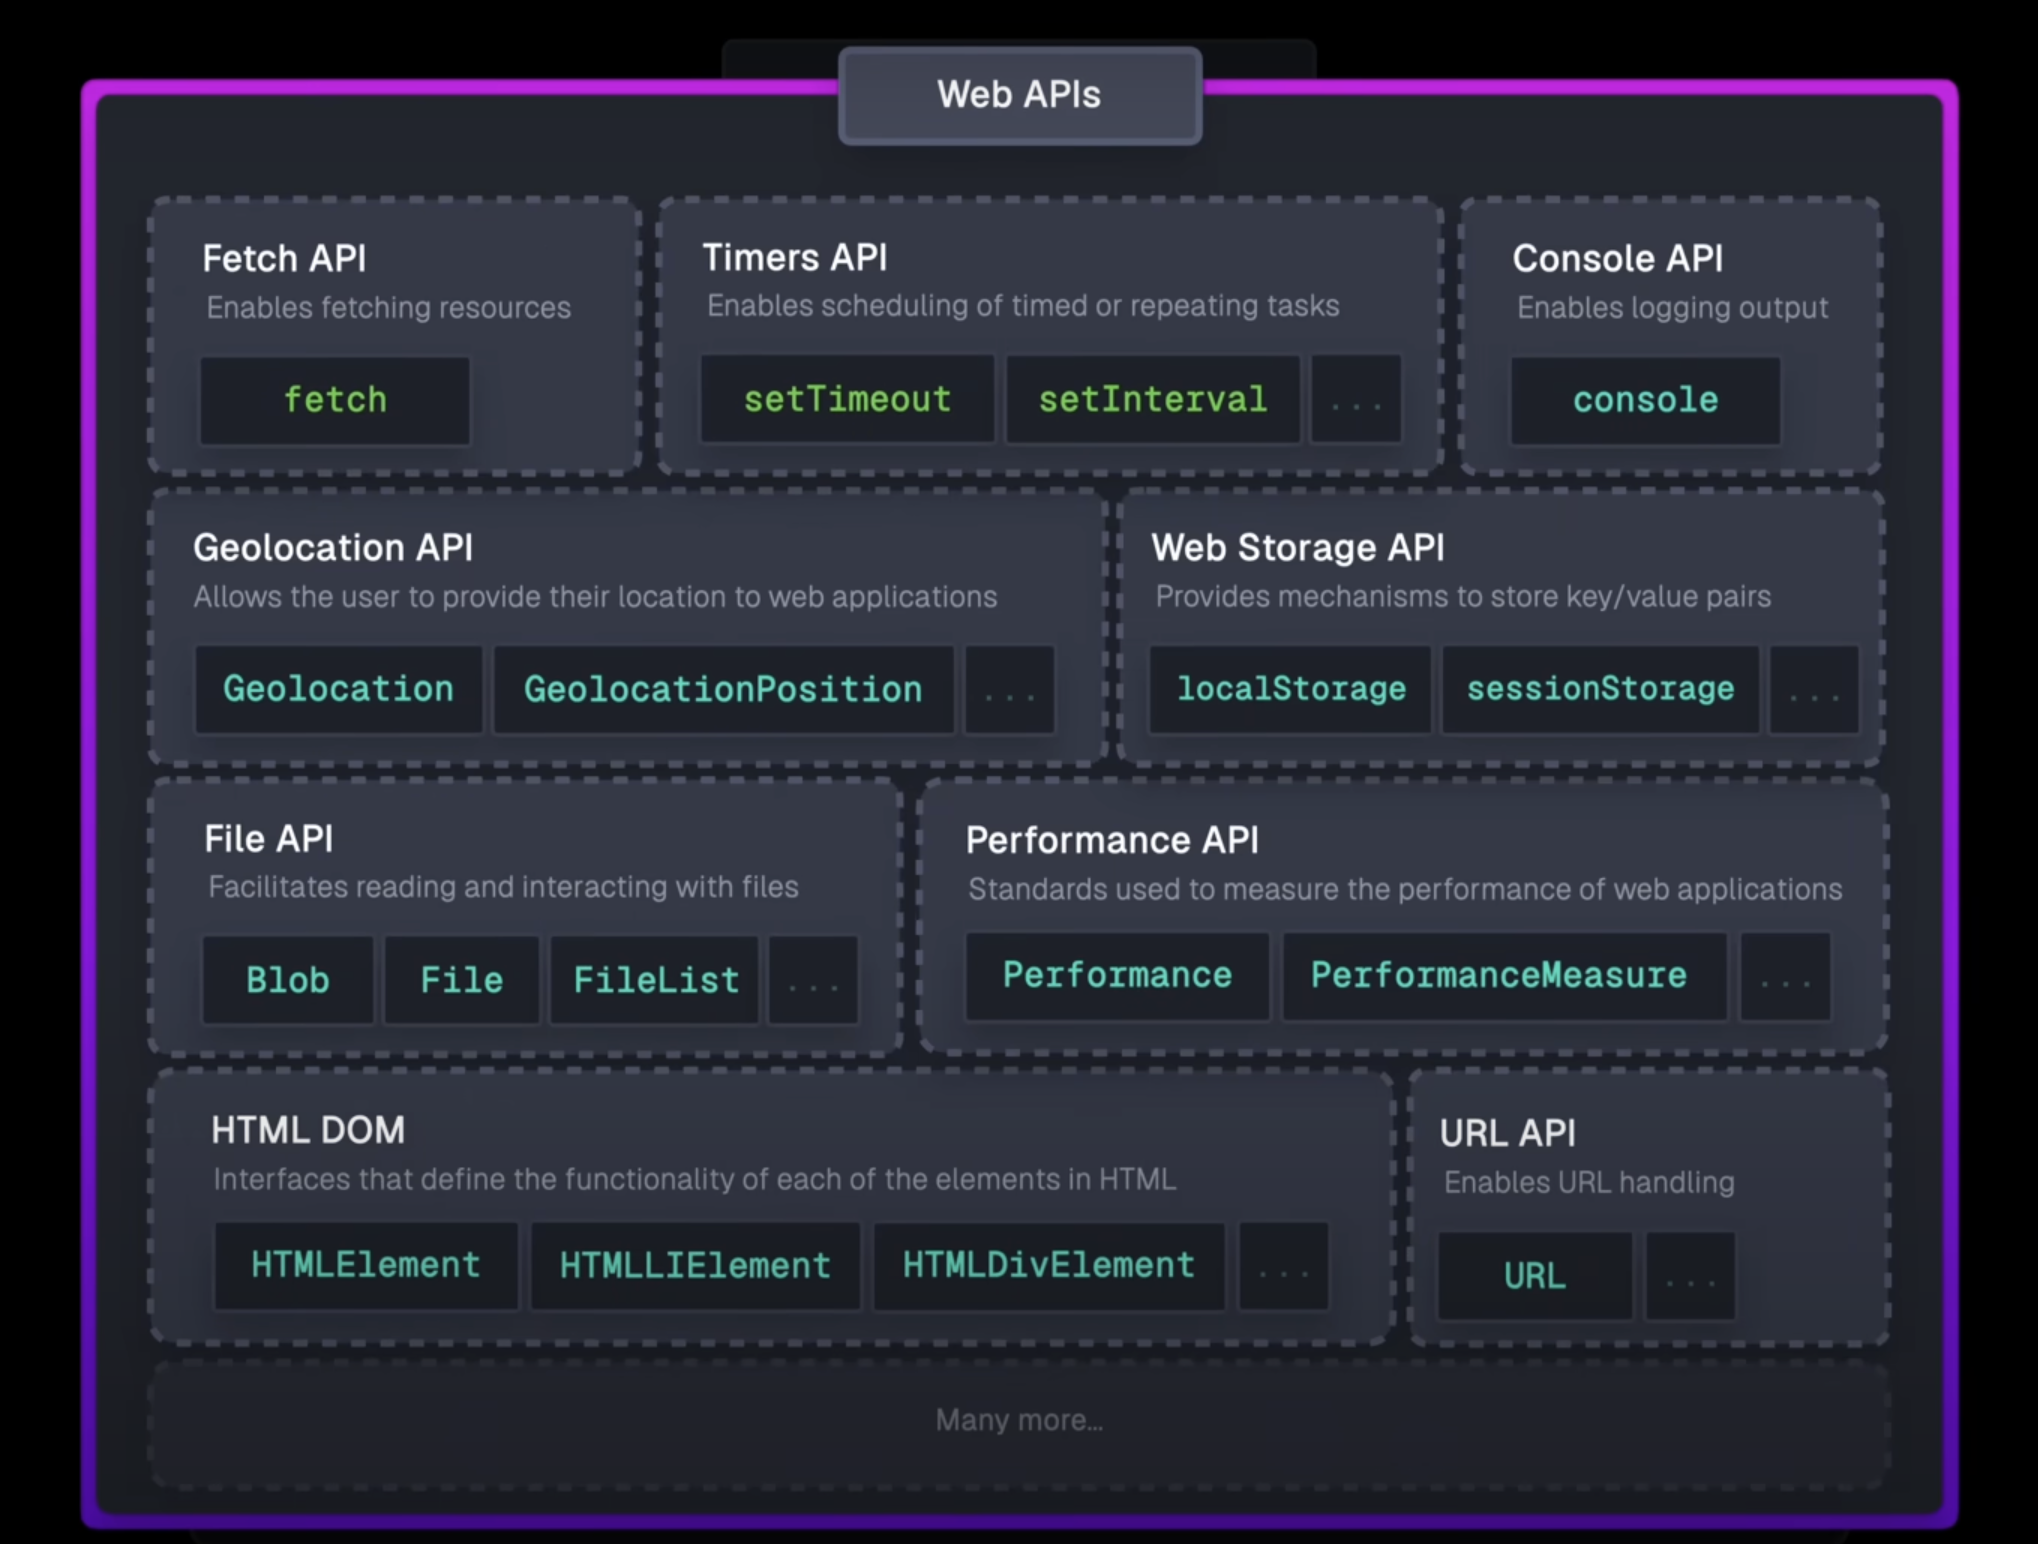 Web APIs
Fetch API
Enables fetching resources
fetch
Timers API
Enables scheduling of timed or repeating tasks
setTimeout
setInterval
...
Console API
Enables logging output
console
Geolocation API
Allows the user to provide their location to web applications
Geolocation
GeolocationPosition
...
Web Storage API
Provides mechanisms to store key/value pairs
localStorage
sessionStorage
...
File API
Facilitates reading and interacting with files
Blob
File
FileList
...
Performance API
Standards used to measure the performance of web applications
Performance
PerformanceMeasure
...
HTML DOM
Interfaces that define the functionality of each of the elements in HTML
HTMLElement
HTMLLIElement
HTMLDivElement
...
URL API
Enables URL handling
URL
...
Many more...